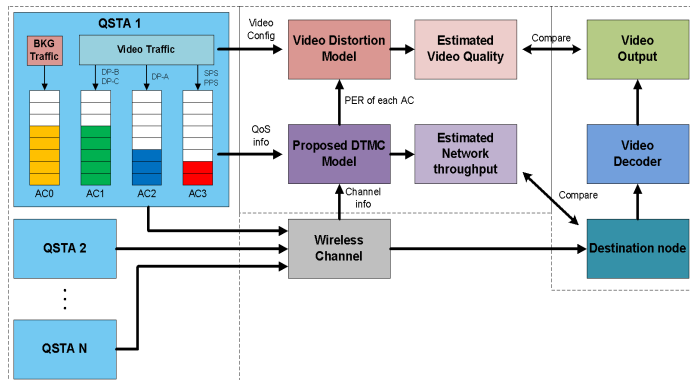 QSTA 1
BKG
Traffic
Video Traffic
DP-B
DP-C
DP-A
SPS
PPS
AC0
AC1
AC2
AC3
QSTA 2
QSTA N
Video
Config
QoS
info
Video Distortion
Model
PER of each AC
Proposed DTMC
Model
Channel
info
Wireless
Channel
Estimated
Video Quality
Estimated
Network
throughput
Compare
Compare
Video
Output
Video
Decoder
Destination node